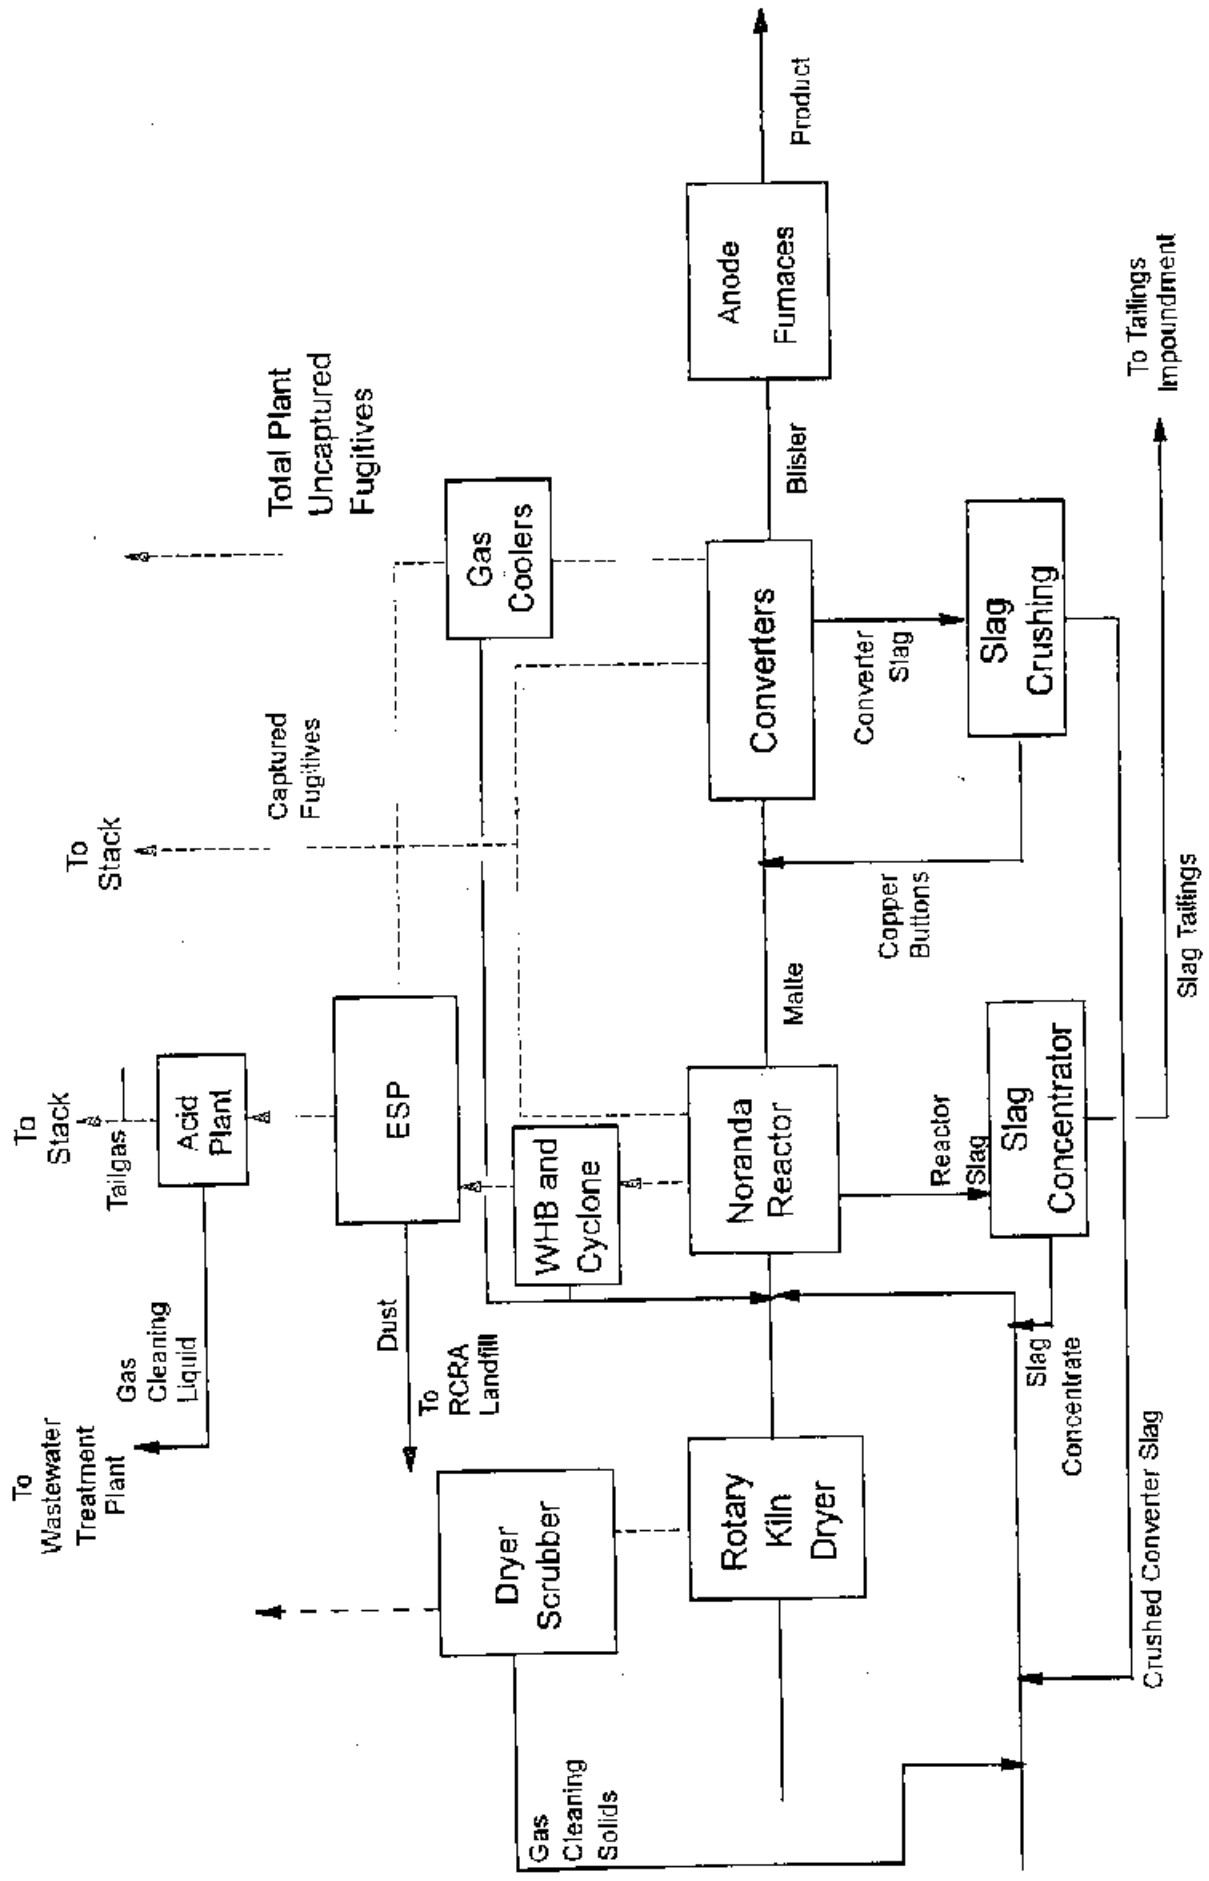 To
Wastewater
Treatment
Plant
Gas
Cleaning
Liquid
To
Stack
Tailgas
Acid
Plant
To
Stack
Captured
Fugitives
Total Plant
Uncaptured
Fugitives
Dust
To
RCRA
Landfill
ESP
Gas
Coolers
Dryer
Scrubber
WHB and
Cyclone
Gas
Cleaning
Solids
Rotary
Kiln
Dryer
Noranda
Reactor
Matte
Converters
Blister
Anode
Furnaces
Product
Reactor
Slag
Copper
Buttons
Converter
Slag
Slag
Concentrate
Slag
Concentrator
Slag
Crushing
Crushed Converter Slag
Slag Tailings
To Tailings
Impoundment